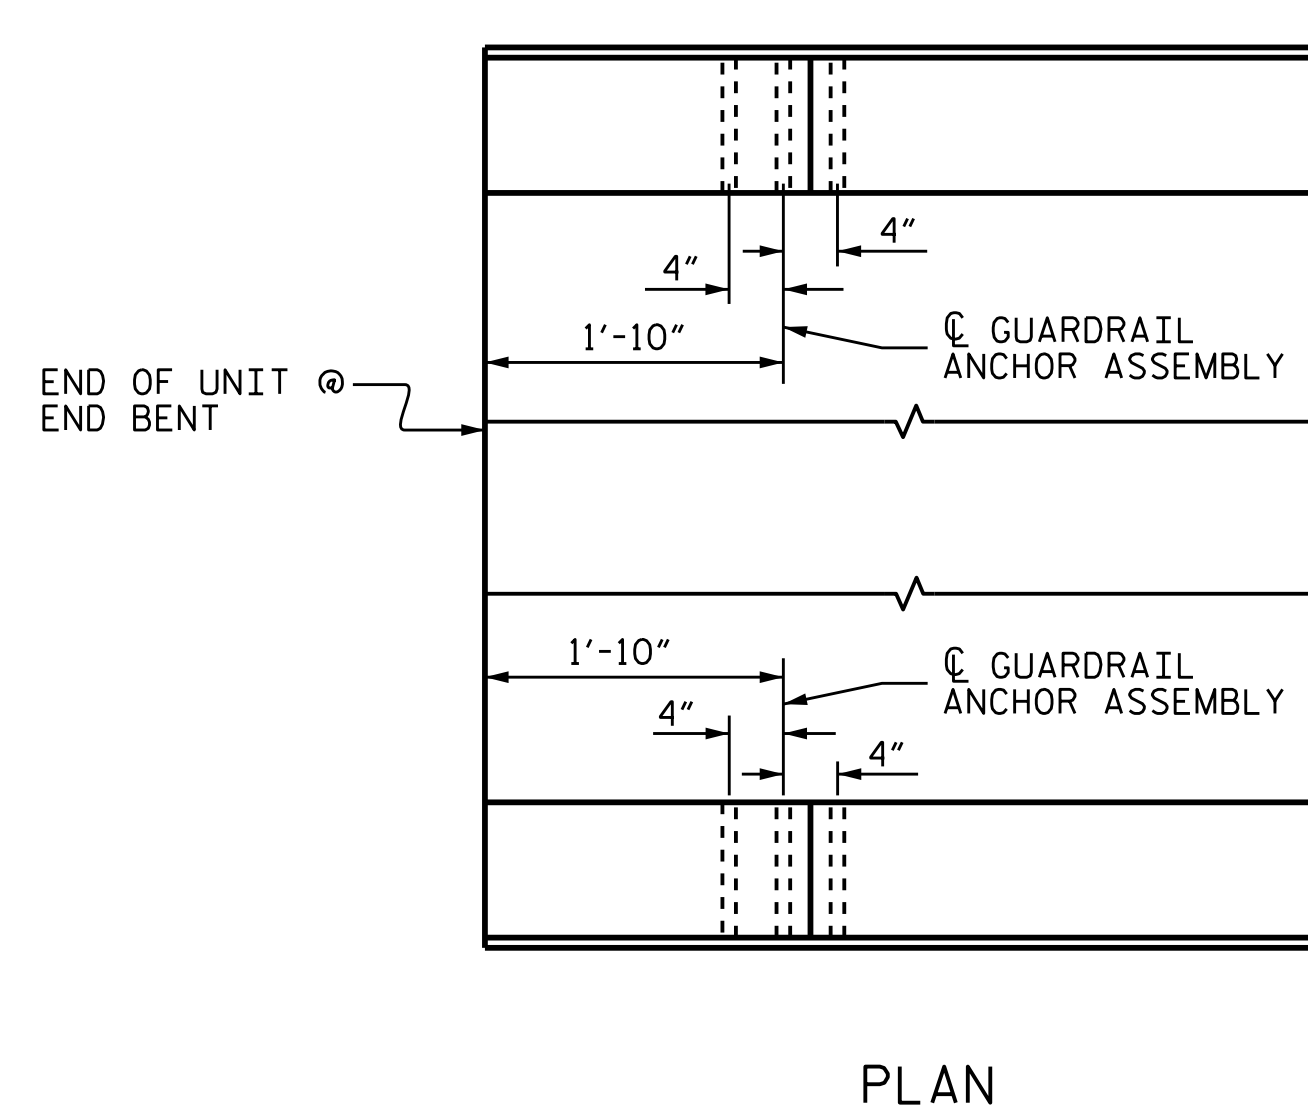 4"
4"
1'-10"
℄ GUARDRAIL
ANCHOR ASSEMBLY
END OF UNIT @
END BENT
1'-10"
℄ GUARDRAIL
ANCHOR ASSEMBLY
4"
4"
PLAN